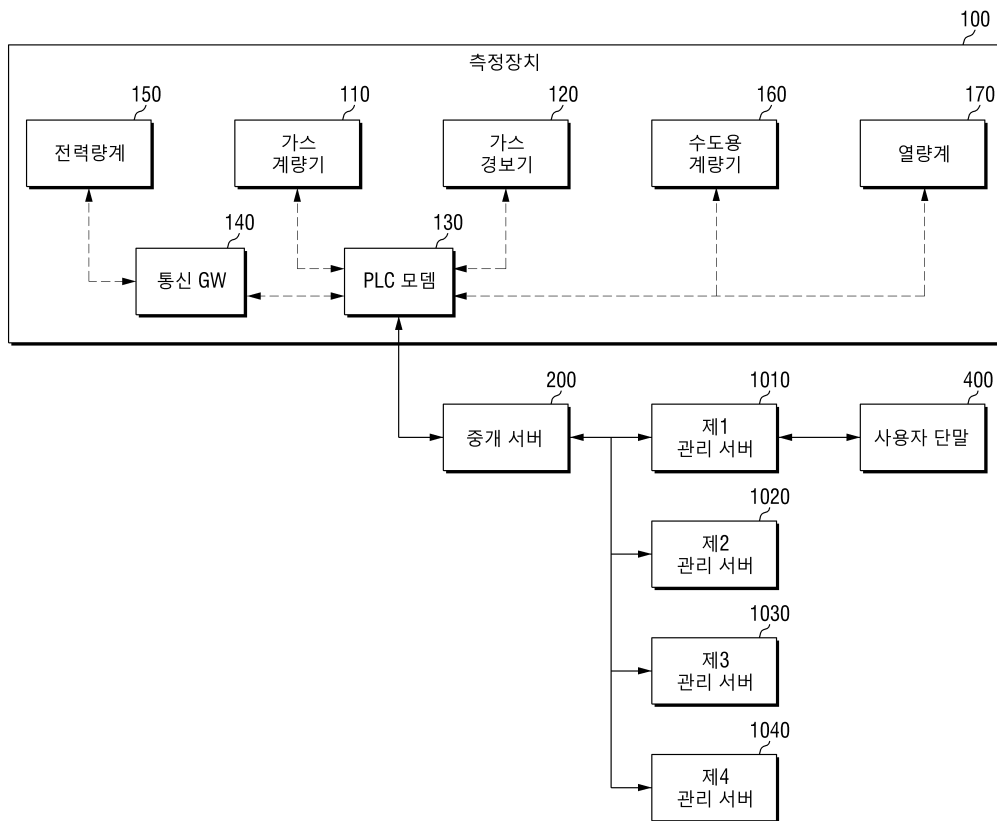 100
측정장치
150
전력량계
110
가스
계량기
120
가스
경보기
160
수도용
계량기
170
열량계
140
통신 GW
130
PLC 모뎀
200
중개 서버
1010
제1
관리 서버
400
사용자 단말
1020
제2
관리 서버
1030
제3
관리 서버
1040
제4
관리 서버